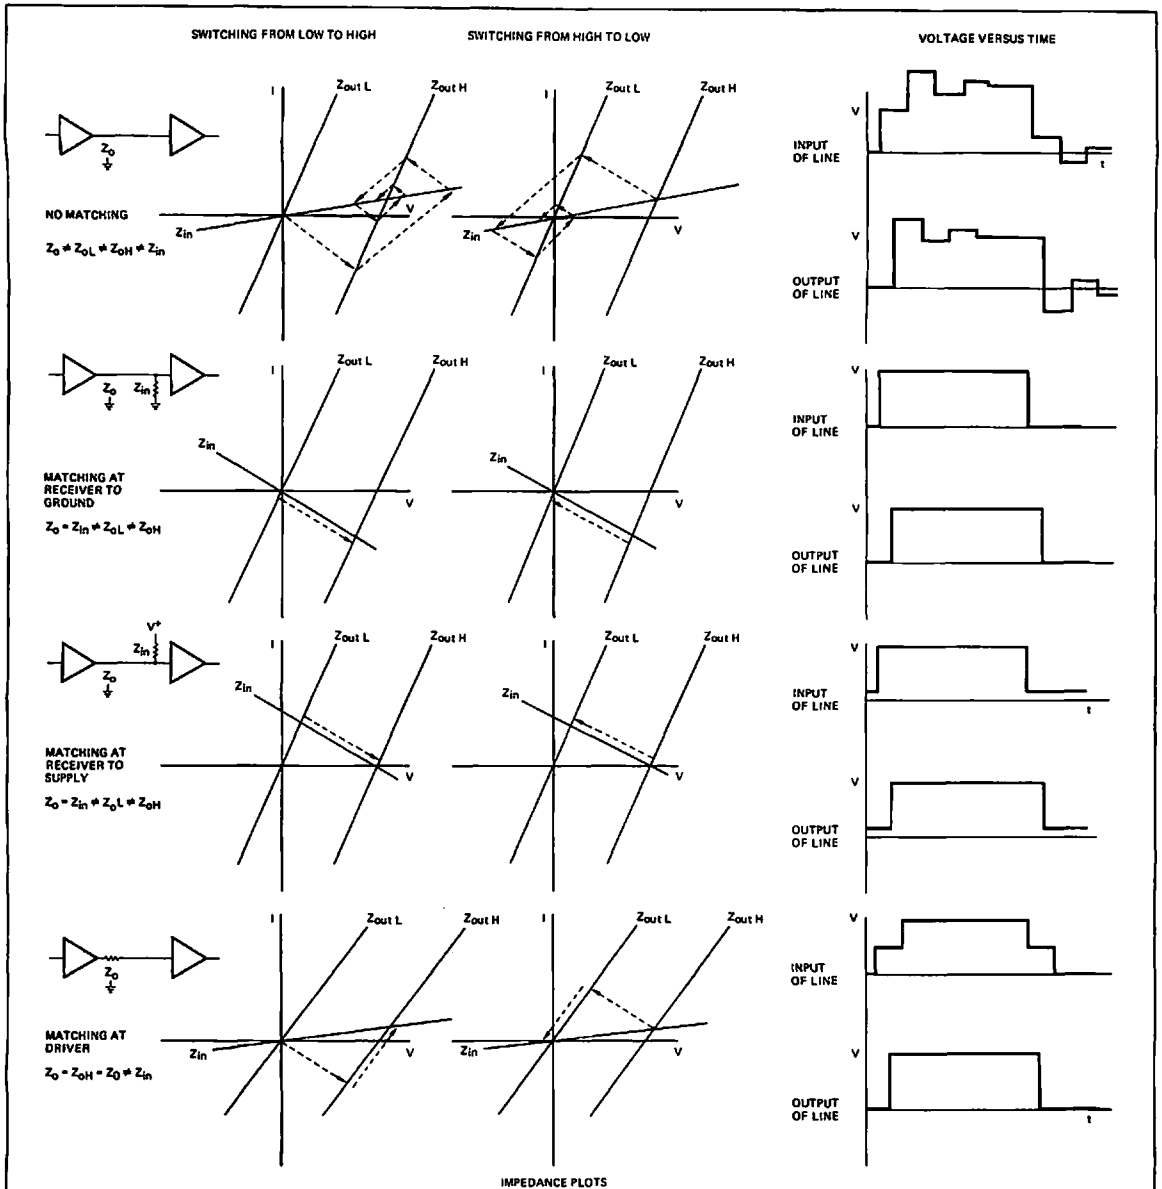 SWITCHING FROM LOW TO HIGH
SWITCHING FROM HIGH TO LOW
VOLTAGE VERSUS TIME
Zo
NO MATCHING
Zo ≠ ZoL ≠ ZoH ≠ Zin
I
Zout L
Zout H
V
Zin
I
Zout L
Zout H
V
Zin
V
INPUT
OF LINE
t
V
OUTPUT
OF LINE
Zo
Zin
MATCHING AT
RECEIVER TO
GROUND
Zo = Zin ≠ ZoL ≠ ZoH
I
Zout L
Zout H
Zin
V
I
Zout L
Zout H
Zin
V
V
INPUT
OF LINE
V
OUTPUT
OF LINE
V+
Zin
Zo
MATCHING AT
RECEIVER TO
SUPPLY
Zo = Zin ≠ ZoL ≠ ZoH
I
Zout L
Zout H
Zin
V
I
Zout L
Zout H
Zin
V
V
INPUT
OF LINE
t
V
OUTPUT
OF LINE
Zo
MATCHING AT
DRIVER
Zo = ZoH = ZO ≠ Zin
I
Zout L
Zout H
Zin
V
I
Zout L
Zout H
Zin
V
V
INPUT
OF LINE
V
OUTPUT
OF LINE
t
IMPEDANCE PLOTS